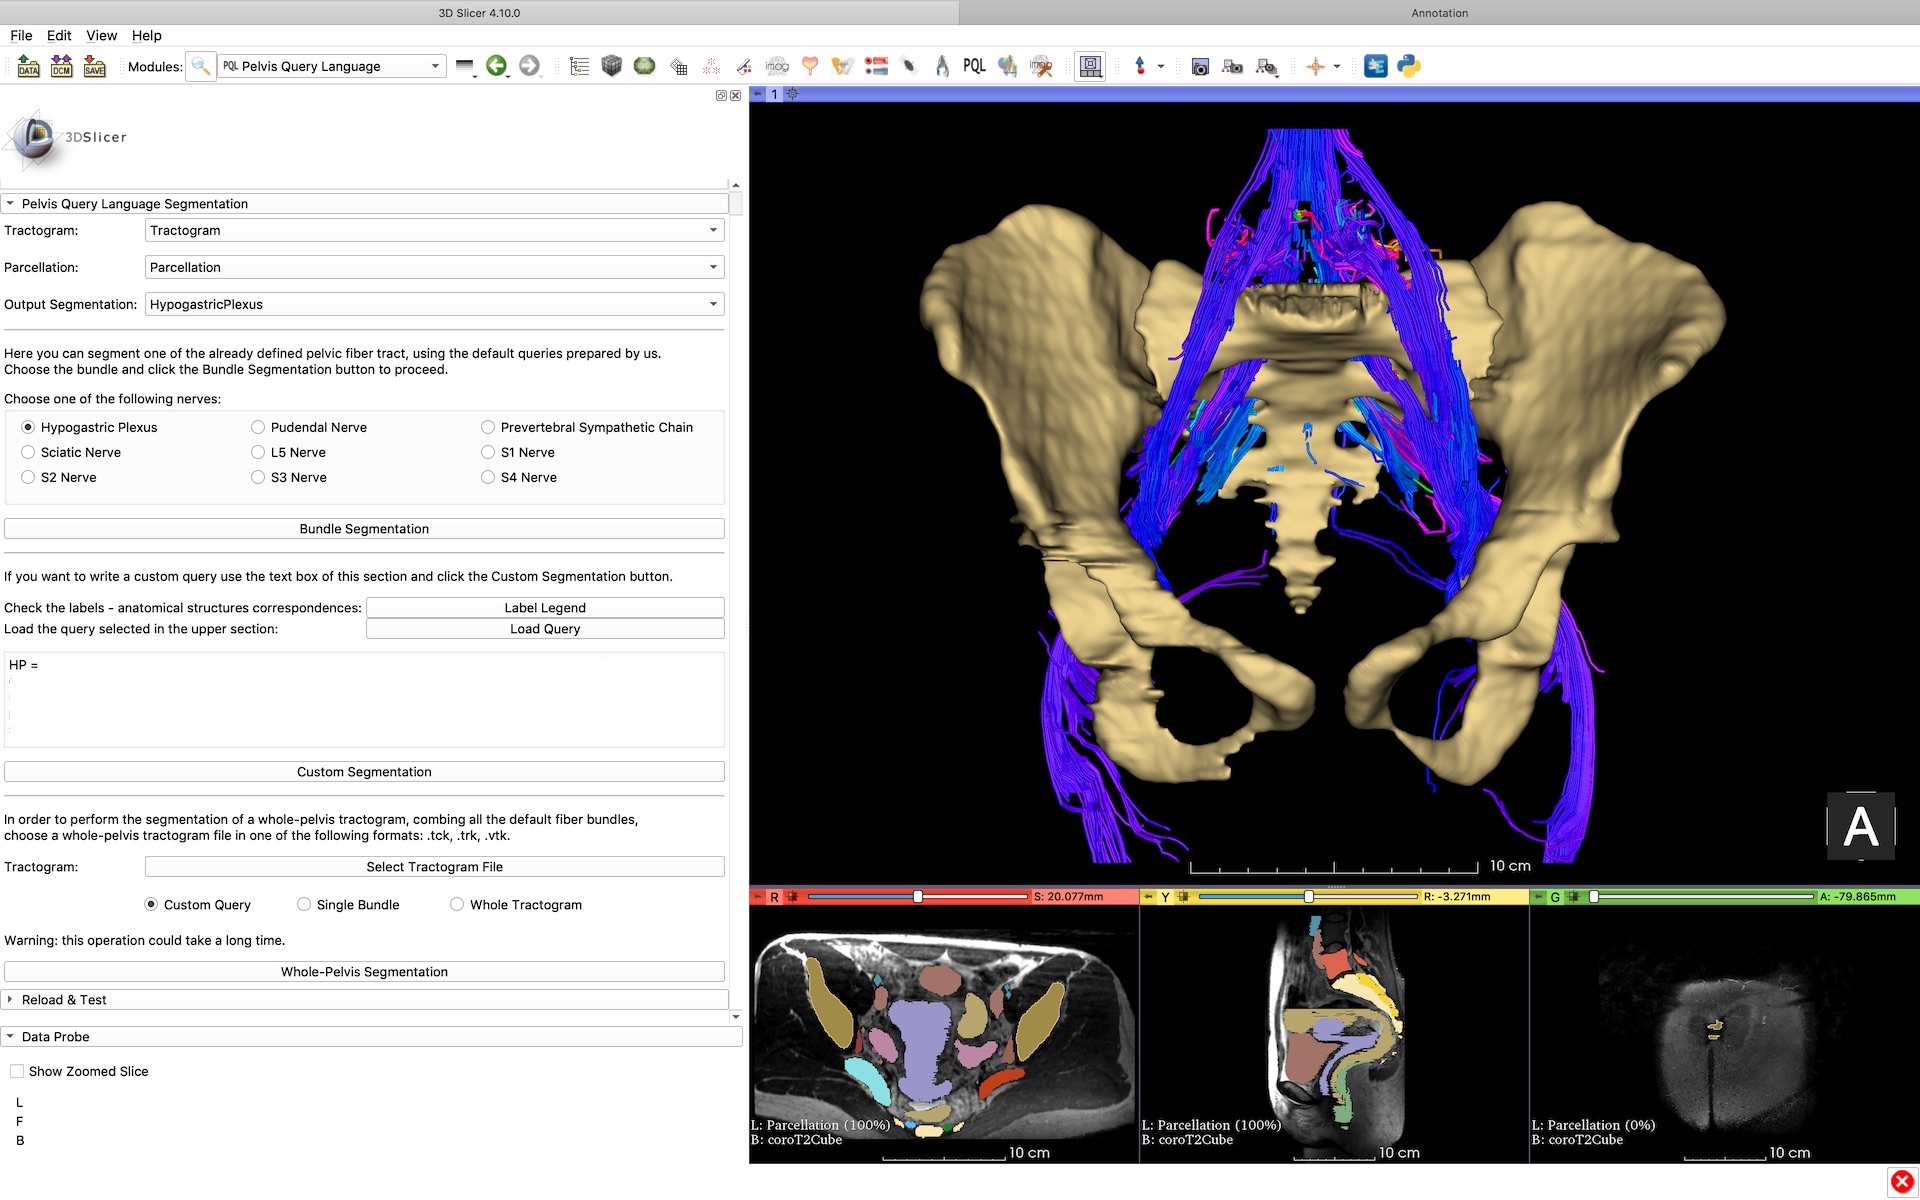 3D Slicer 4.10.0
Annotation
File Edit View Help
DATA DCM SAVE Modules: PQL Pelvis Query Language PQL
1
3DSlicer
Pelvis Query Language Segmentation
Tractogram: Tractogram
Parcellation: Parcellation
Output Segmentation: HypogastricPlexus
Here you can segment one of the already defined pelvic fiber tract, using the default queries prepared by us.
Choose the bundle and click the Bundle Segmentation button to proceed.
Choose one of the following nerves:
Hypogastric Plexus Pudendal Nerve Prevertebral Sympathetic Chain
Sciatic Nerve L5 Nerve S1 Nerve
S2 Nerve S3 Nerve S4 Nerve
Bundle Segmentation
If you want to write a custom query use the text box of this section and click the Custom Segmentation button.
Check the labels - anatomical structures correspondences: Label Legend
Load the query selected in the upper section: Load Query
HP =
Custom Segmentation
In order to perform the segmentation of a whole-pelvis tractogram, combing all the default fiber bundles,
choose a whole-pelvis tractogram file in one of the following formats: .tck, .trk, .vtk.
Tractogram: Select Tractogram File
Custom Query Single Bundle Whole Tractogram
Warning: this operation could take a long time.
Whole-Pelvis Segmentation
Reload & Test
Data Probe
Show Zoomed Slice
L
F
B
A
10 cm
R S: 20.077mm
L: Parcellation (100%)
B: coroT2Cube
10 cm
Y R: -3.271mm
L: Parcellation (100%)
B: coroT2Cube
10 cm
G A: -79.865mm
L: Parcellation (0%)
B: coroT2Cube
10 cm